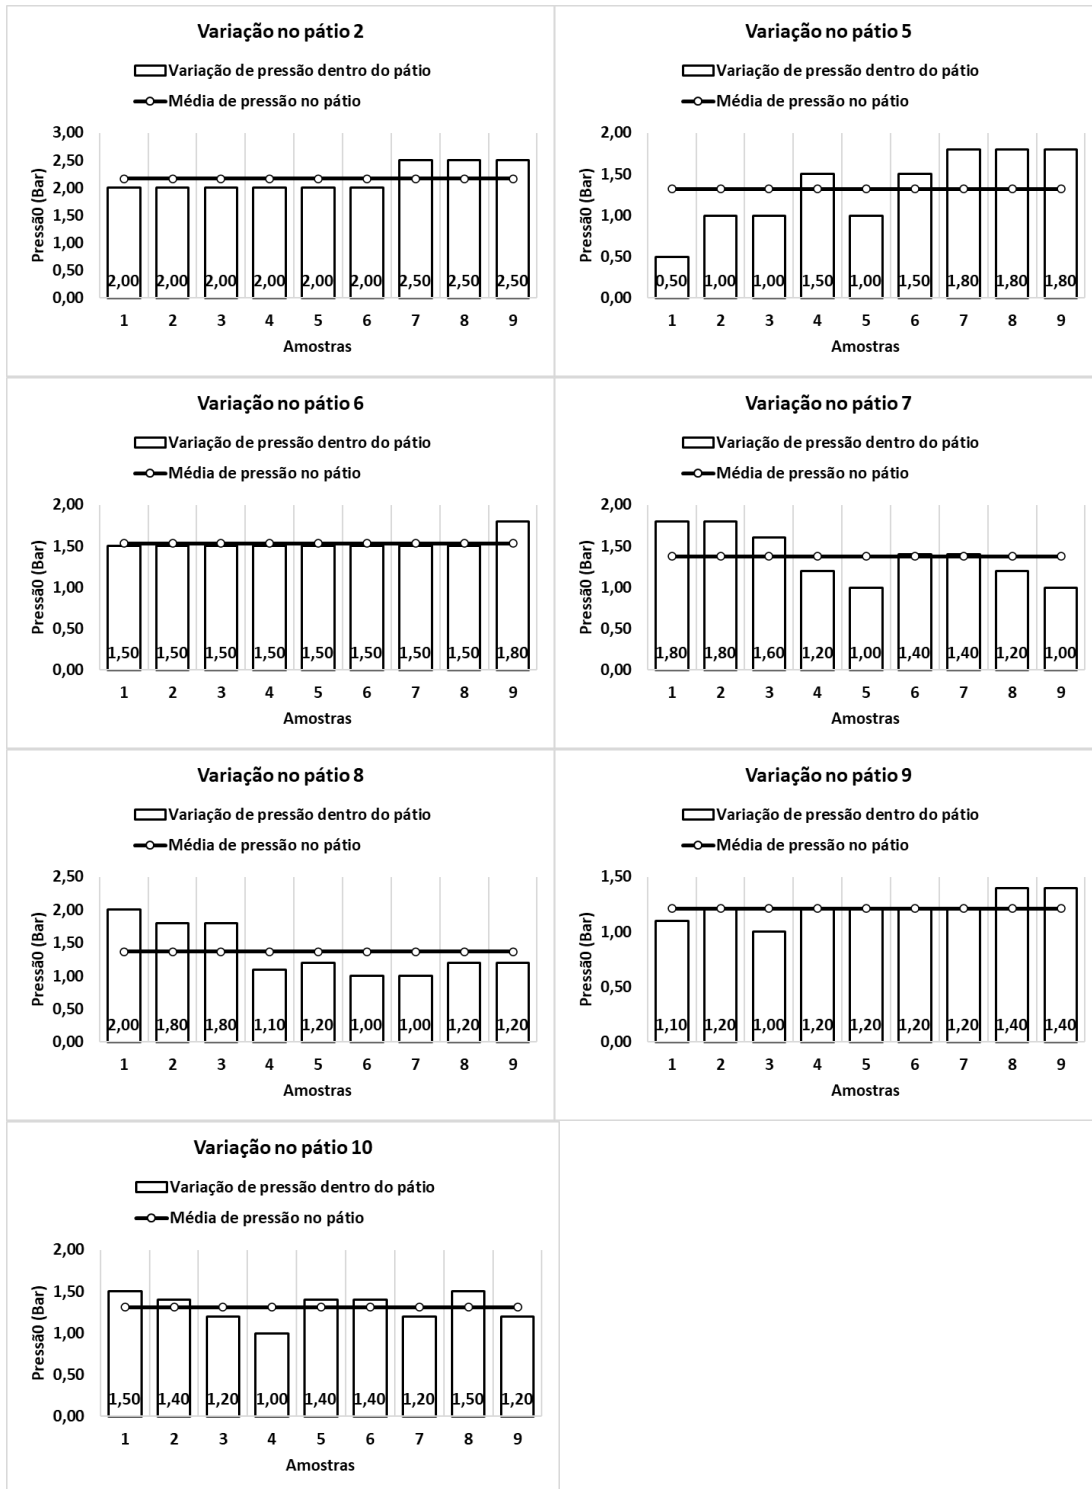 Variação no pátio 2
Variação de pressão dentro do pátio
Média de pressão no pátio
3,00
2,50
2,00
1,50
1,00
0,50
0,00
Pressã0 (Bar)
2,00 2,00 2,00 2,00 2,00 2,00 2,50 2,50 2,50
1 2 3 4 5 6 7 8 9
Amostras
Variação no pátio 5
Variação de pressão dentro do pátio
Média de pressão no pátio
2,00
1,50
1,00
0,50
0,00
Pressã0 (Bar)
0,50 1,00 1,00 1,50 1,00 1,50 1,80 1,80 1,80
1 2 3 4 5 6 7 8 9
Amostras
Variação no pátio 6
Variação de pressão dentro do pátio
Média de pressão no pátio
2,00
1,50
1,00
0,50
0,00
Pressã0 (Bar)
1,50 1,50 1,50 1,50 1,50 1,50 1,50 1,50 1,80
1 2 3 4 5 6 7 8 9
Amostras
Variação no pátio 7
Variação de pressão dentro do pátio
Média de pressão no pátio
2,00
1,50
1,00
0,50
0,00
Pressã0 (Bar)
1,80 1,80 1,60 1,20 1,00 1,40 1,40 1,20 1,00
1 2 3 4 5 6 7 8 9
Amostras
Variação no pátio 8
Variação de pressão dentro do pátio
Média de pressão no pátio
2,50
2,00
1,50
1,00
0,50
0,00
Pressã0 (Bar)
2,00 1,80 1,80 1,10 1,20 1,00 1,00 1,20 1,20
1 2 3 4 5 6 7 8 9
Amostras
Variação no pátio 9
Variação de pressão dentro do pátio
Média de pressão no pátio
1,50
1,00
0,50
0,00
Pressã0 (Bar)
1,10 1,20 1,00 1,20 1,20 1,20 1,20 1,40 1,40
1 2 3 4 5 6 7 8 9
Amostras
Variação no pátio 10
Variação de pressão dentro do pátio
Média de pressão no pátio
2,00
1,50
1,00
0,50
0,00
Pressã0 (Bar)
1,50 1,40 1,20 1,00 1,40 1,40 1,20 1,50 1,20
1 2 3 4 5 6 7 8 9
Amostras